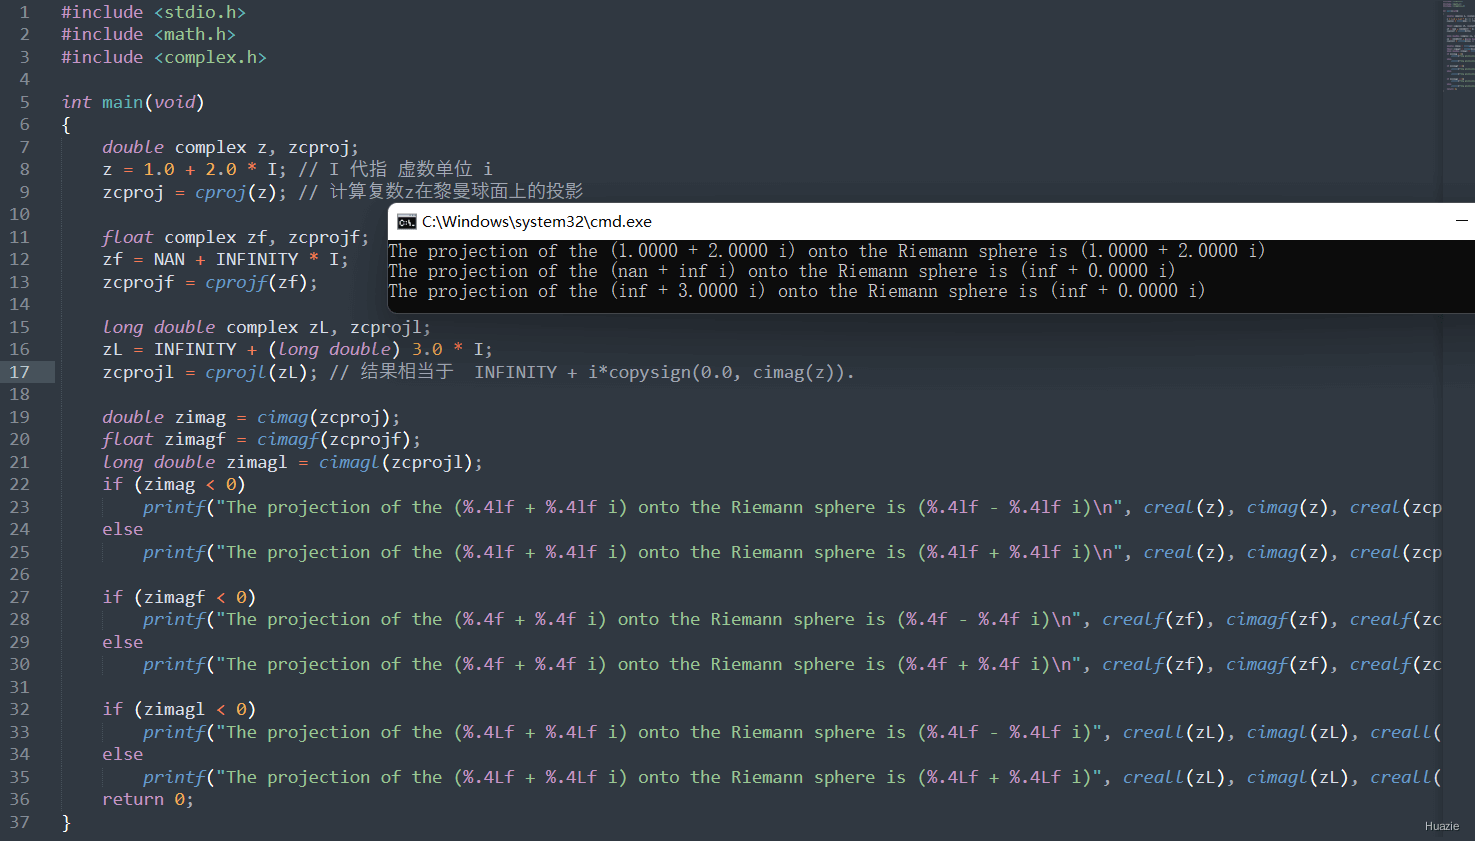 1 #include <stdio.h>
2 #include <math.h>
3 #include <complex.h>
4
5 int main(void)
6 {
7 double complex z, zcproj;
8 z = 1.0 + 2.0 * I; // I 代指 虚数单位 i
9 zcproj = cproj(z); // 计算复数z在黎曼球面上的投影
10
11 float complex zf, zcprojf;
12 zf = NAN + INFINITY * I;
13 zcprojf = cprojf(zf);
14
15 long double complex zL, zcprojl;
16 zL = INFINITY + (long double) 3.0 * I;
17 zcprojl = cprojl(zL); // 结果相当于 INFINITY + i*copysign(0.0, cimag(z)).
18
19 double zimag = cimag(zcproj);
20 float zimagf = cimagf(zcprojf);
21 long double zimagl = cimagl(zcprojl);
22 if (zimag < 0)
23 printf("The projection of the (%.4lf + %.4lf i) onto the Riemann sphere is (%.4lf - %.4lf i)\n", creal(z), cimag(z), creal(zcp
24 else
25 printf("The projection of the (%.4lf + %.4lf i) onto the Riemann sphere is (%.4lf + %.4lf i)\n", creal(z), cimag(z), creal(zcp
26
27 if (zimagf < 0)
28 printf("The projection of the (%.4f + %.4f i) onto the Riemann sphere is (%.4f - %.4f i)\n", crealf(zf), cimagf(zf), crealf(zc
29 else
30 printf("The projection of the (%.4f + %.4f i) onto the Riemann sphere is (%.4f + %.4f i)\n", crealf(zf), cimagf(zf), crealf(zc
31
32 if (zimagl < 0)
33 printf("The projection of the (%.4Lf + %.4Lf i) onto the Riemann sphere is (%.4Lf - %.4Lf i)", creall(zL), cimagl(zL), creall(
34 else
35 printf("The projection of the (%.4Lf + %.4Lf i) onto the Riemann sphere is (%.4Lf + %.4Lf i)", creall(zL), cimagl(zL), creall(
36 return 0;
37 }
C:\Windows\system32\cmd.exe
The projection of the (1.0000 + 2.0000 i) onto the Riemann sphere is (1.0000 + 2.0000 i)
The projection of the (nan + inf i) onto the Riemann sphere is (inf + 0.0000 i)
The projection of the (inf + 3.0000 i) onto the Riemann sphere is (inf + 0.0000 i)
Huazie